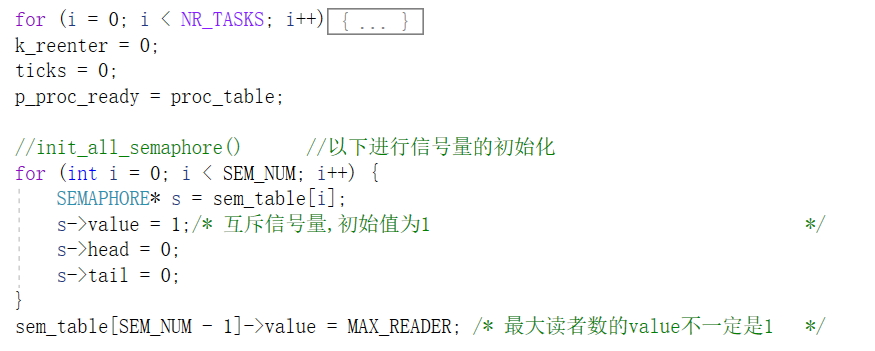 for (i = 0; i < NR_TASKS; i++) { ... }
k_reenter = 0;
ticks = 0;
p_proc_ready = proc_table;
//init_all_semaphore()      //以下进行信号量的初始化
for (int i = 0; i < SEM_NUM; i++) {
    SEMAPHORE* s = sem_table[i];
    s->value = 1;/* 互斥信号量,初始值为1                                  */
    s->head = 0;
    s->tail = 0;
}
sem_table[SEM_NUM - 1]->value = MAX_READER; /* 最大读者数的value不一定是1   */